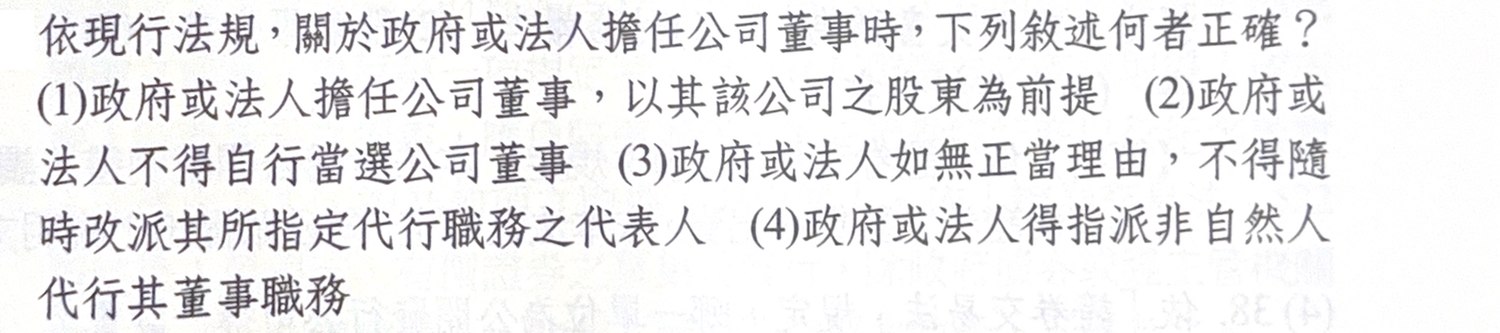 依現行法規，關於政府或法人擔任公司董事時，下列敘述何者正確？
(1)政府或法人擔任公司董事，以其該公司之股東為前提　(2)政府或
法人不得自行當選公司董事　(3)政府或法人如無正當理由，不得隨
時改派其所指定代行職務之代表人　(4)政府或法人得指派非自然人
代行其董事職務